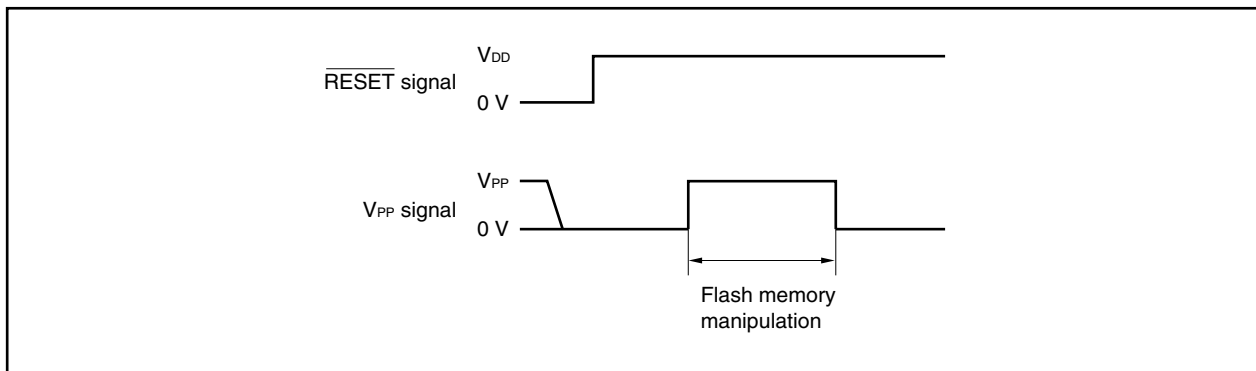 VDD
RESET signal
0 V
VPP
VPP signal
0 V
Flash memory
manipulation